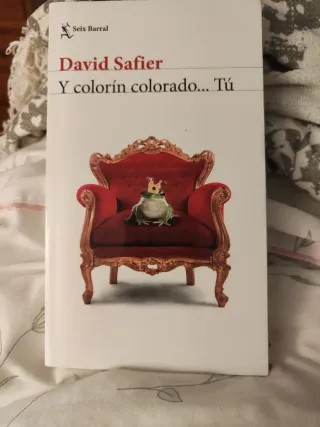 Seix Barral
David Safier
Y colorín colorado... Tú